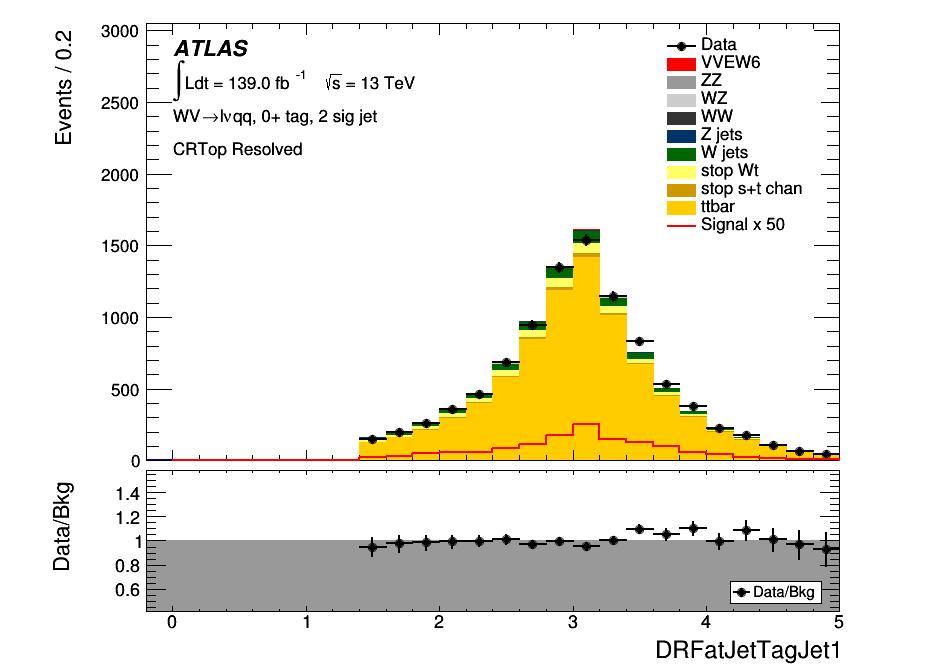 3000
2500
2000
1500
1000
500
0
Events / 0.2
ATLAS
∫Ldt = 139.0 fb⁻¹ √s = 13 TeV
WV→lνqq, 0+ tag, 2 sig jet
CRTop Resolved
Data
VVEW6
ZZ
WZ
WW
Z jets
W jets
stop Wt
stop s+t chan
ttbar
Signal x 50
1.4
1.2
1
0.8
0.6
Data/Bkg
Data/Bkg
0 1 2 3 4 5
DRFatJetTagJet1